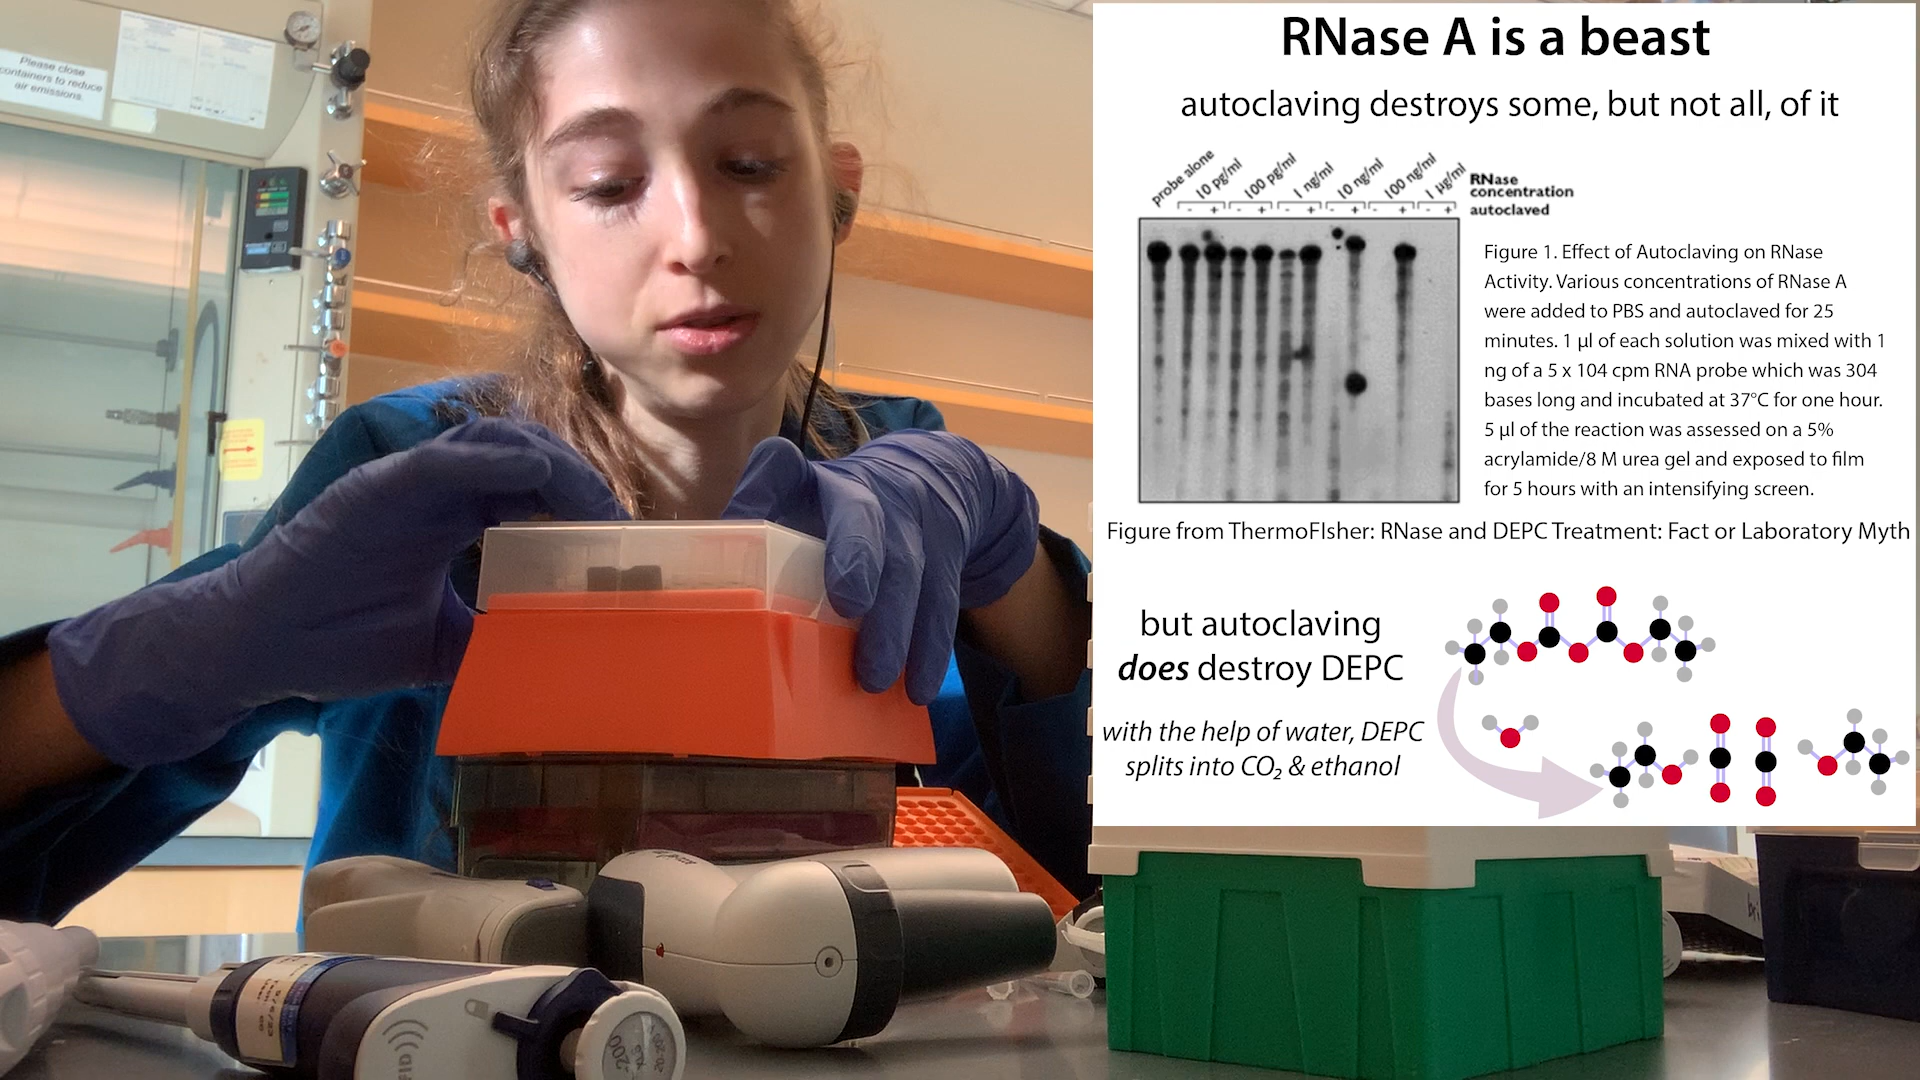 Please close
containers to reduce
air emissions.
RNase A is a beast
autoclaving destroys some, but not all, of it
probe alone
10 pg/ml
100 pg/ml
1 ng/ml
10 ng/ml
100 ng/ml
1 µg/ml
RNase
concentration
- + - + - + - + - + - +
autoclaved
Figure 1. Effect of Autoclaving on RNase
Activity. Various concentrations of RNase A
were added to PBS and autoclaved for 25
minutes. 1 µl of each solution was mixed with 1
ng of a 5 x 104 cpm RNA probe which was 304
bases long and incubated at 37°C for one hour.
5 µl of the reaction was assessed on a 5%
acrylamide/8 M urea gel and exposed to film
for 5 hours with an intensifying screen.
Figure from ThermoFIsher: RNase and DEPC Treatment: Fact or Laboratory Myth
but autoclaving
does destroy DEPC
with the help of water, DEPC
splits into CO₂ & ethanol
200